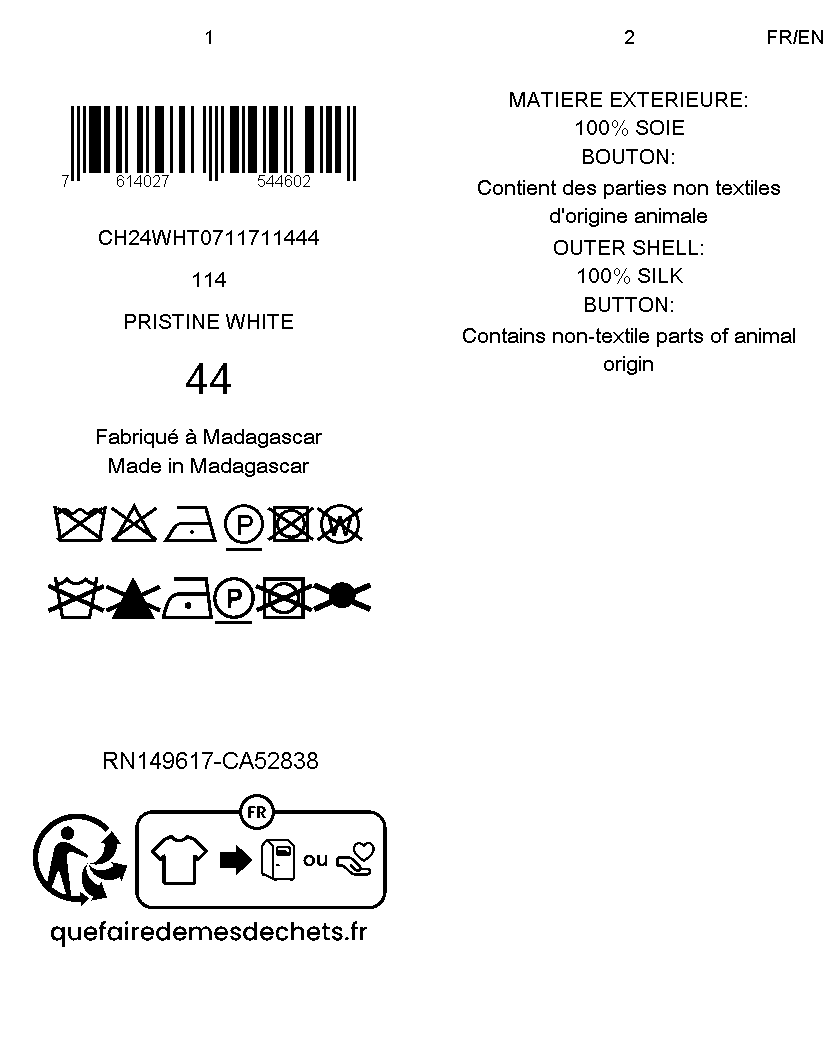 1
7 614027 544602
CH24WHT0711711444
114
PRISTINE WHITE
44
Fabriqué à Madagascar
Made in Madagascar
P W
P
RN149617-CA52838
FR
ou
quefairedemesdechets.fr
2 FR/EN
MATIERE EXTERIEURE:
100% SOIE
BOUTON:
Contient des parties non textiles
d'origine animale
OUTER SHELL:
100% SILK
BUTTON:
Contains non-textile parts of animal
origin